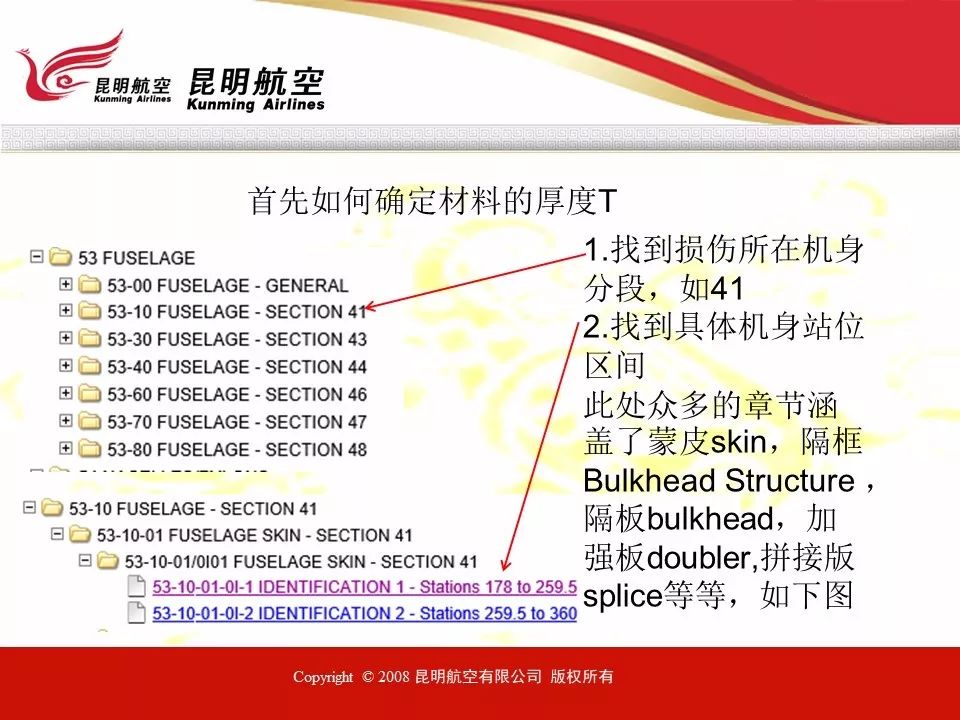 昆明航空
Kunming Airlines
昆明航空
Kunming Airlines
首先如何确定材料的厚度T
53 FUSELAGE
53-00 FUSELAGE - GENERAL
53-10 FUSELAGE - SECTION 41
53-30 FUSELAGE - SECTION 43
53-40 FUSELAGE - SECTION 44
53-60 FUSELAGE - SECTION 46
53-70 FUSELAGE - SECTION 47
53-80 FUSELAGE - SECTION 48
53-10 FUSELAGE - SECTION 41
53-10-01 FUSELAGE SKIN - SECTION 41
53-10-01/0I01 FUSELAGE SKIN - SECTION 41
53-10-01-0I-1 IDENTIFICATION 1 - Stations 178 to 259.5
53-10-01-0I-2 IDENTIFICATION 2 - Stations 259.5 to 360
1.找到损伤所在机身
分段，如41
2.找到具体机身站位
区间
此处众多的章节涵
盖了蒙皮skin，隔框
Bulkhead Structure，
隔板bulkhead，加
强板doubler,拼接版
splice等等，如下图
Copyright © 2008 昆明航空有限公司 版权所有